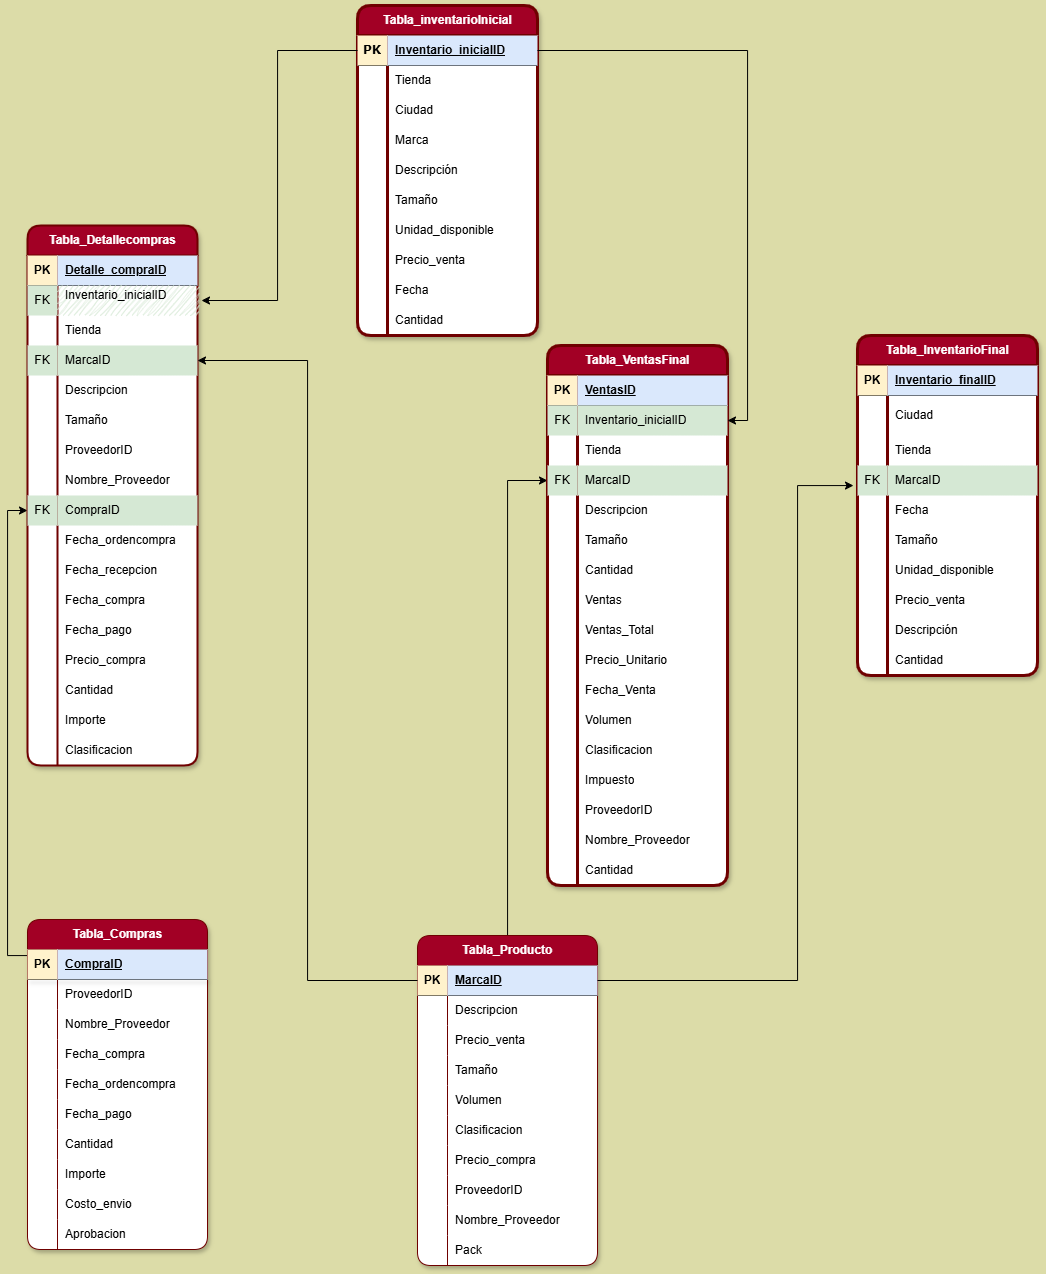 Tabla_inventarioInicial
PK Inventario_inicialID
Tienda
Ciudad
Marca
Descripción
Tamaño
Unidad_disponible
Precio_venta
Fecha
Cantidad
Tabla_Detallecompras
PK Detalle_compraID
FK Inventario_inicialID
Tienda
FK MarcaID
Descripcion
Tamaño
ProveedorID
Nombre_Proveedor
FK CompraID
Fecha_ordencompra
Fecha_recepcion
Fecha_compra
Fecha_pago
Precio_compra
Cantidad
Importe
Clasificacion
Tabla_VentasFinal
PK VentasID
FK Inventario_inicialID
Tienda
FK MarcaID
Descripcion
Tamaño
Cantidad
Ventas
Ventas_Total
Precio_Unitario
Fecha_Venta
Volumen
Clasificacion
Impuesto
ProveedorID
Nombre_Proveedor
Cantidad
Tabla_InventarioFinal
PK Inventario_finalID
Ciudad
Tienda
FK MarcaID
Fecha
Tamaño
Unidad_disponible
Precio_venta
Descripción
Cantidad
Tabla_Compras
PK CompraID
ProveedorID
Nombre_Proveedor
Fecha_compra
Fecha_ordencompra
Fecha_pago
Cantidad
Importe
Costo_envio
Aprobacion
Tabla_Producto
PK MarcaID
Descripcion
Precio_venta
Tamaño
Volumen
Clasificacion
Precio_compra
ProveedorID
Nombre_Proveedor
Pack